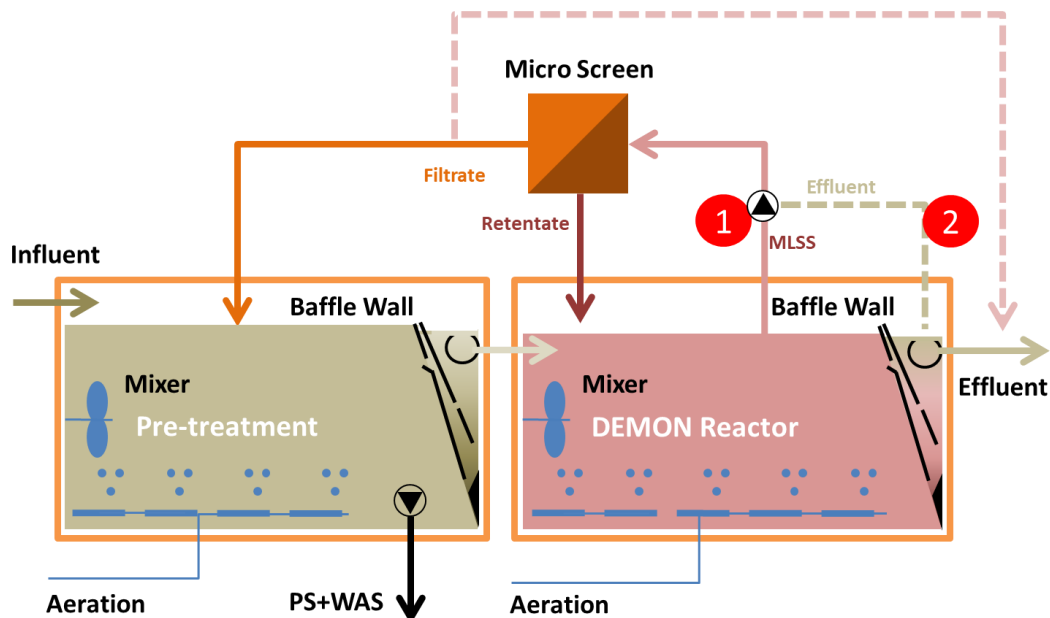 Micro Screen
Filtrate
Effluent
1
2
Retentate
MLSS
Influent
Baffle Wall
Baffle Wall
Mixer
Mixer
Effluent
Pre-treatment
DEMON Reactor
Aeration
PS+WAS
Aeration